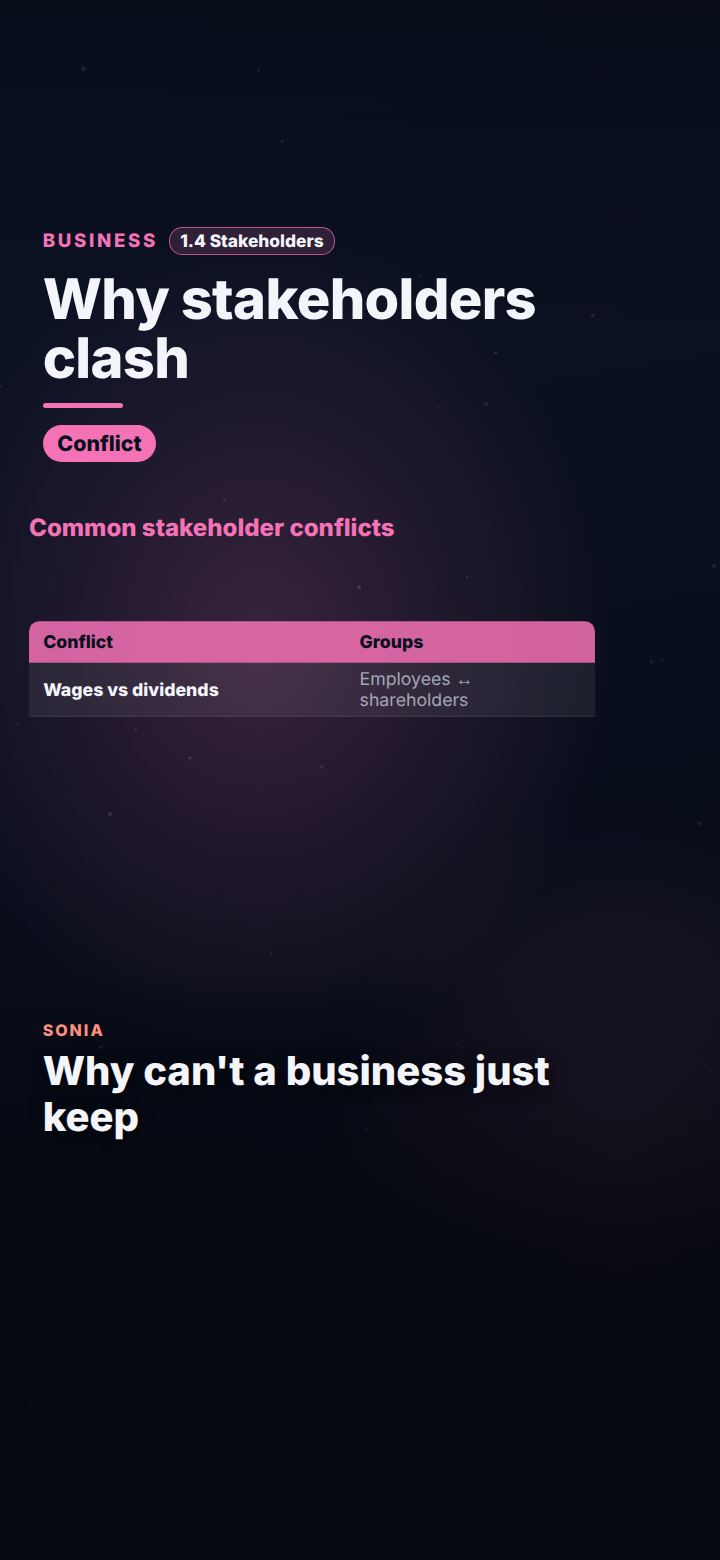 BUSINESS 1.4 Stakeholders
Why stakeholders
clash
Conflict
Common stakeholder conflicts
Conflict Groups
Wages vs dividends Employees ↔
shareholders
SONIA
Why can't a business just
keep